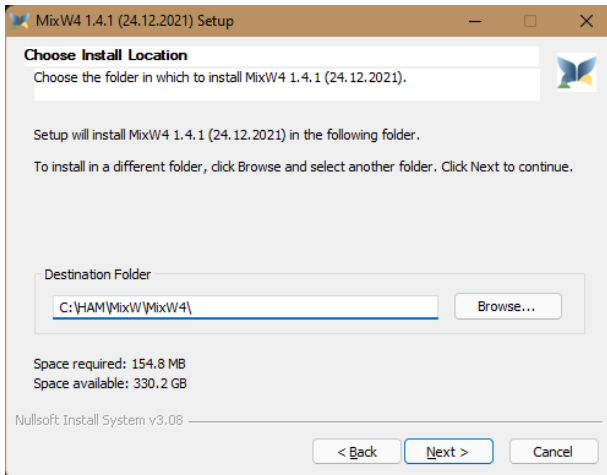 MixW4 1.4.1 (24.12.2021) Setup
Choose Install Location
Choose the folder in which to install MixW4 1.4.1 (24.12.2021).
Setup will install MixW4 1.4.1 (24.12.2021) in the following folder.
To install in a different folder, click Browse and select another folder. Click Next to continue.
Destination Folder
C:\HAM\MixW\MixW4\
Browse...
Space required: 154.8 MB
Space available: 330.2 GB
Nullsoft Install System v3.08
< Back
Next >
Cancel